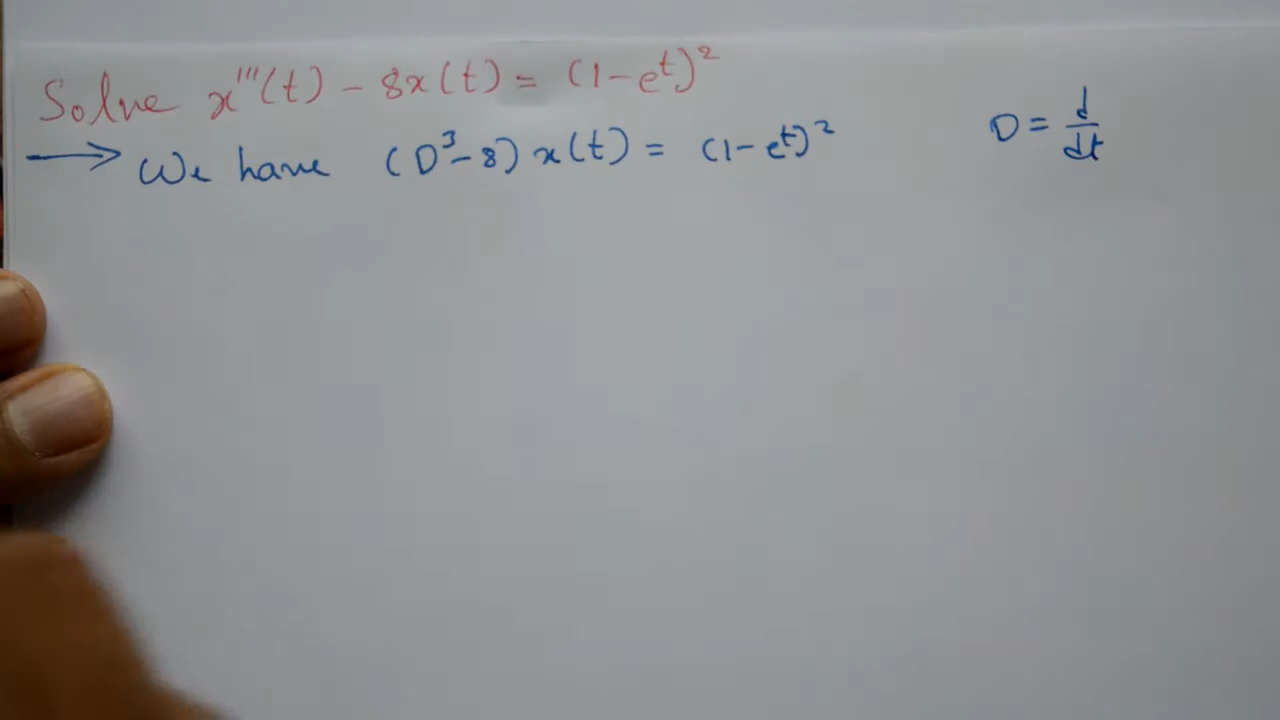 Solve x'''(t) - 8x(t) = (1-e^t)^2
→ We have (D^3-8) x(t) = (1-e^t)^2
D = d/dt